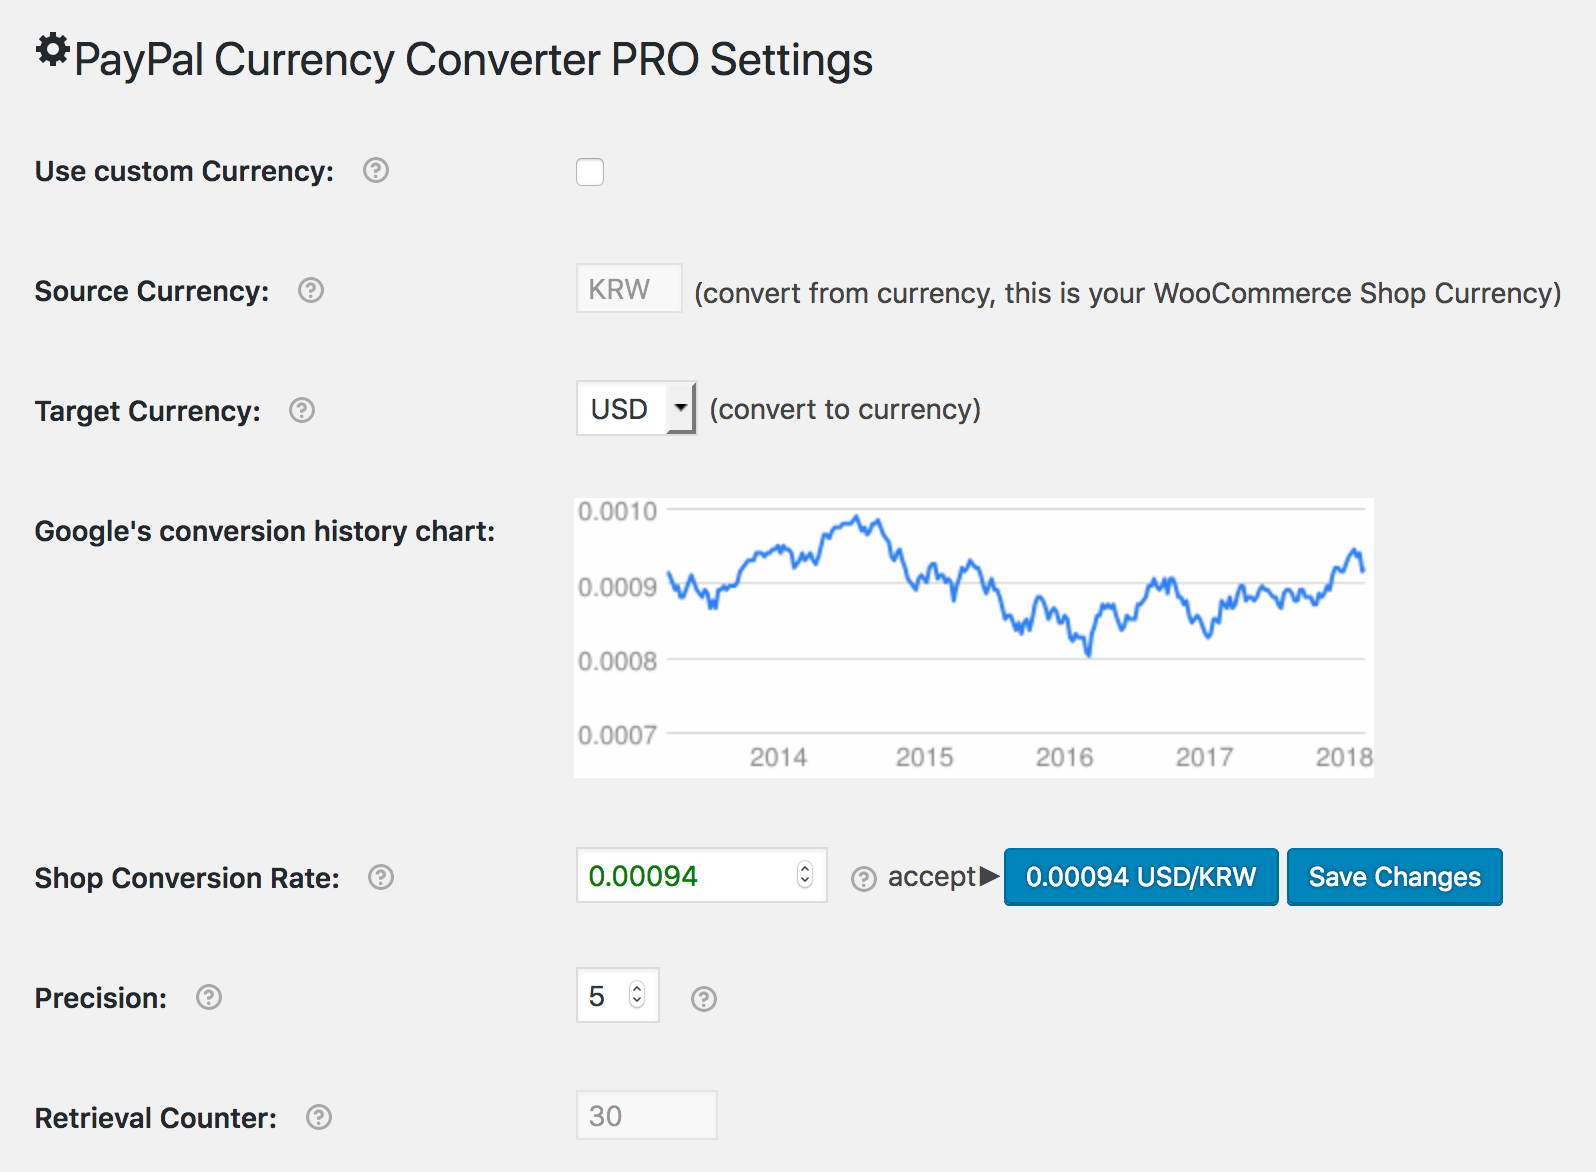 PayPal Currency Converter PRO Settings
Use custom Currency:
Source Currency: KRW (convert from currency, this is your WooCommerce Shop Currency)
Target Currency: USD (convert to currency)
Google's conversion history chart:
0.0010
0.0009
0.0008
0.0007
2014 2015 2016 2017 2018
Shop Conversion Rate: 0.00094 accept 0.00094 USD/KRW Save Changes
Precision: 5
Retrieval Counter: 30